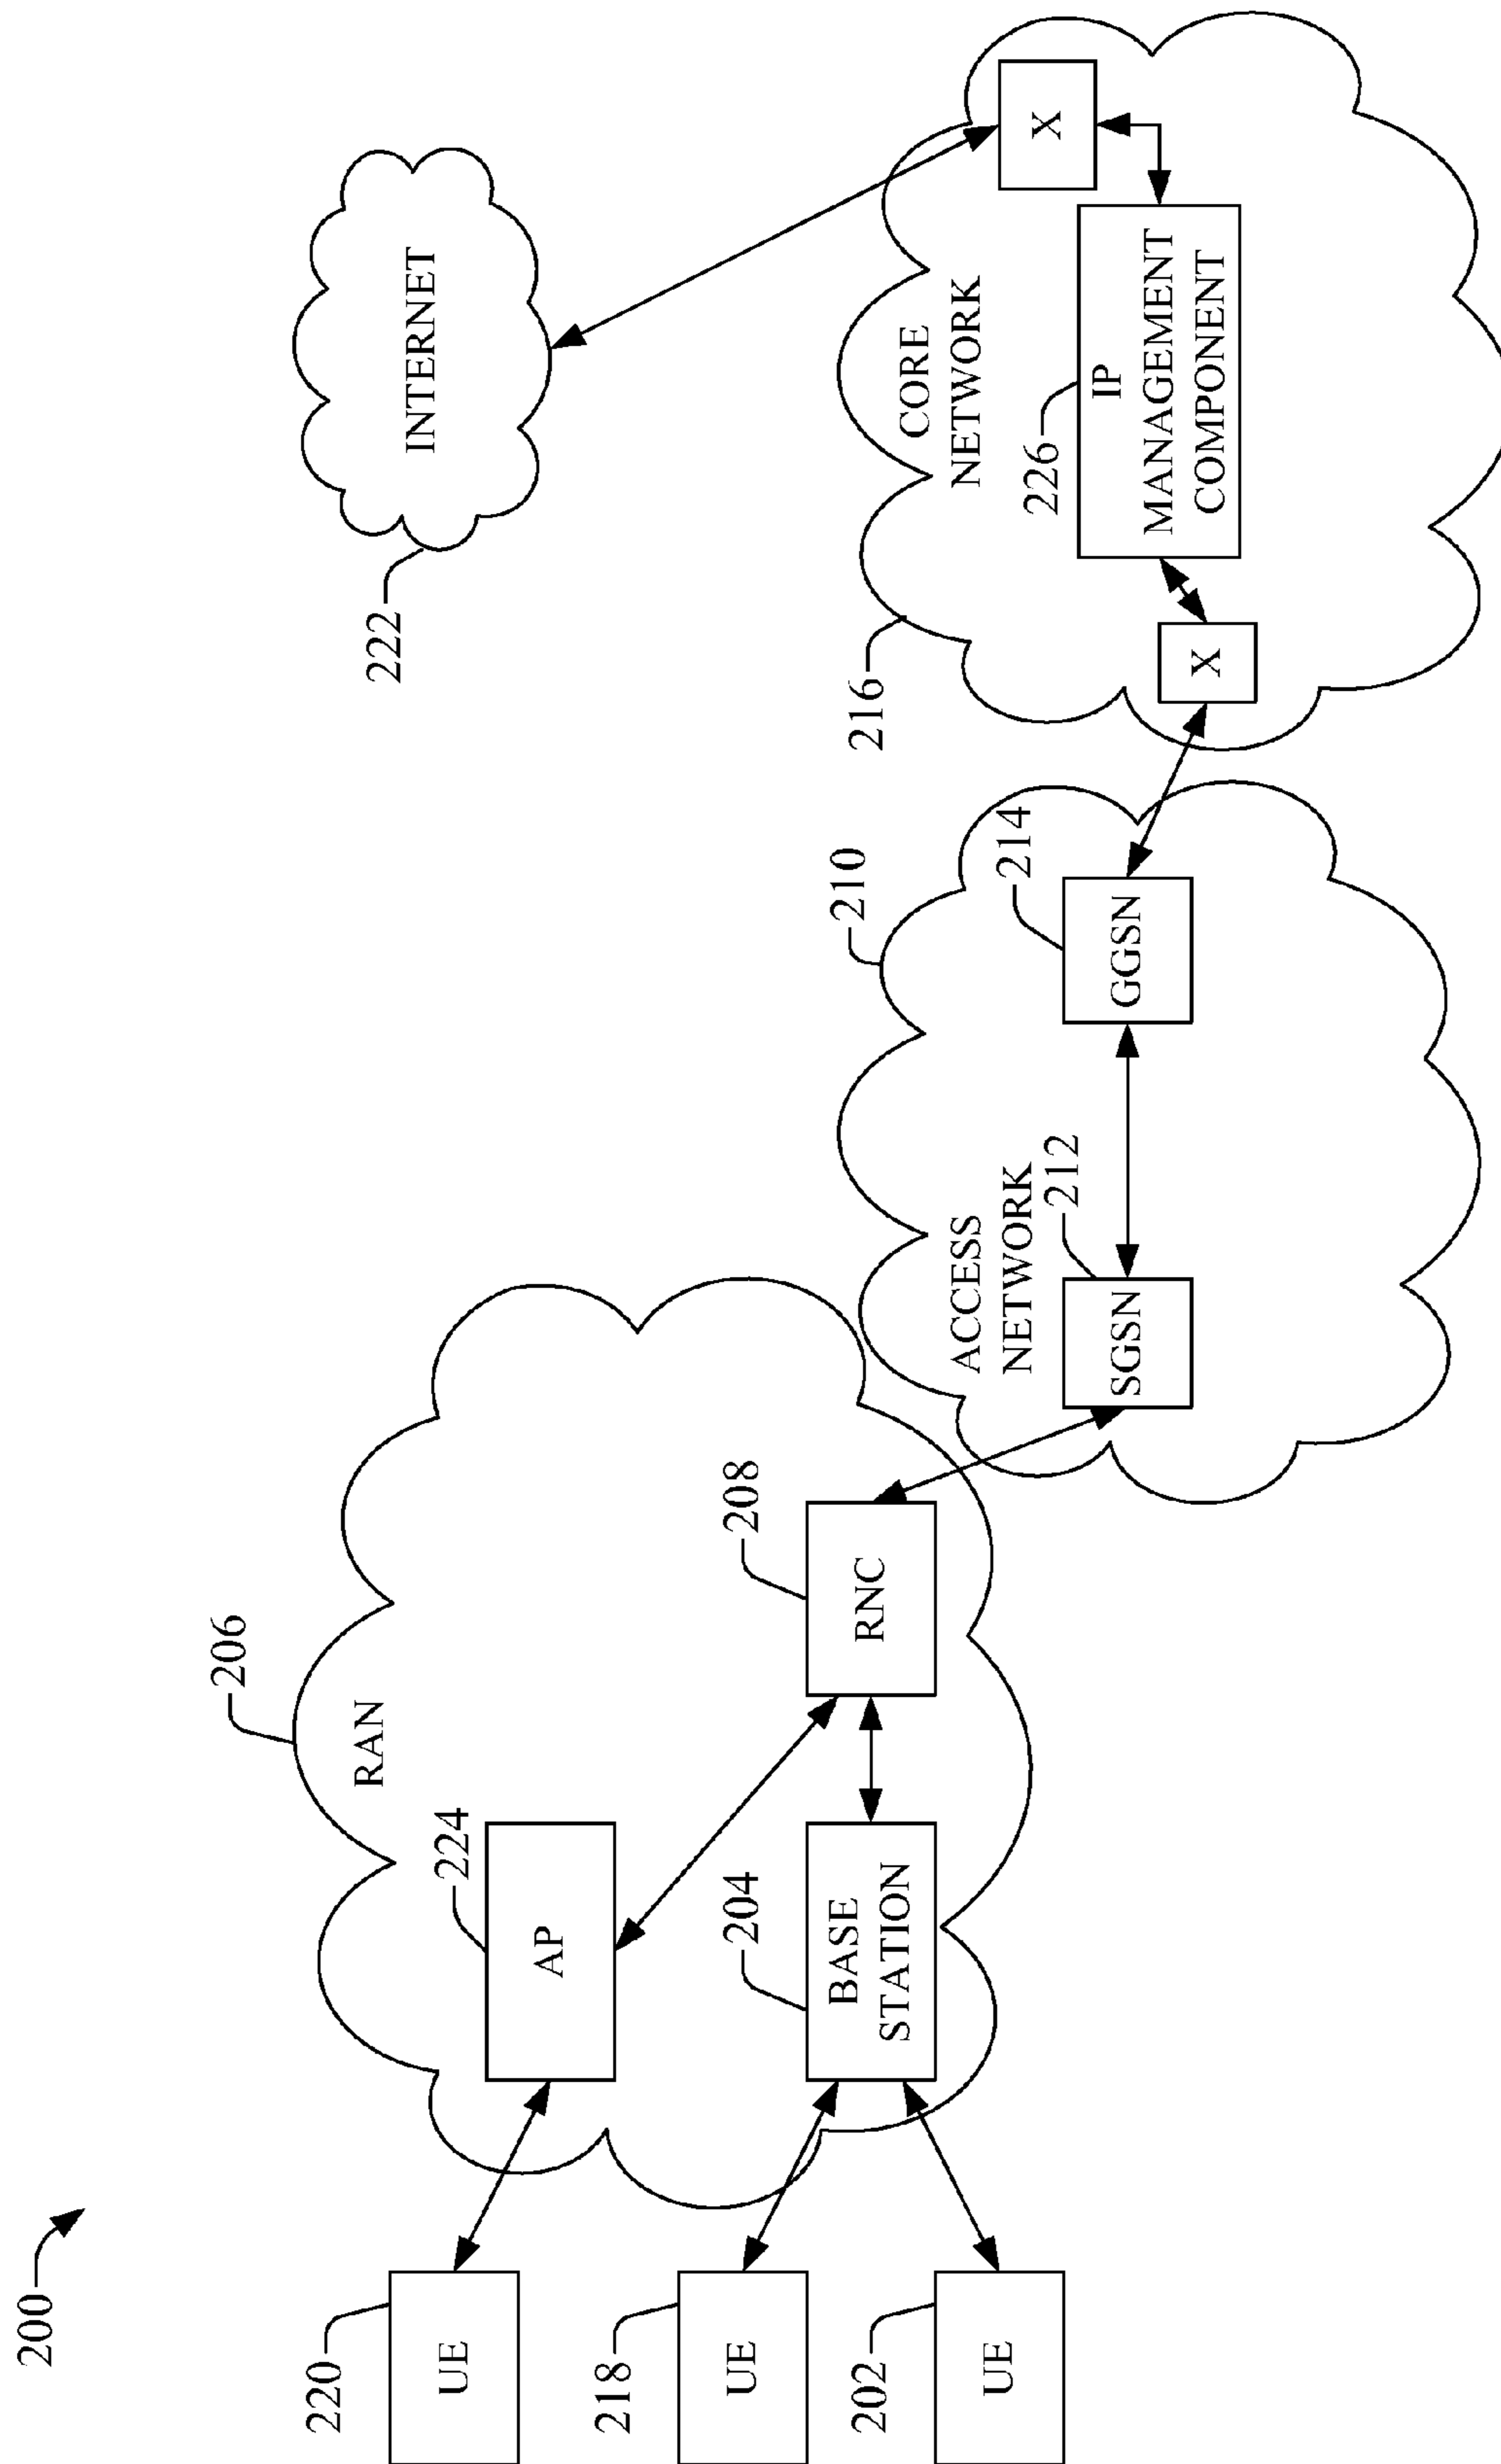 200
222
INTERNET
206
RAN
224
AP
220
UE
208
RNC
204
BASE
STATION
218
UE
202
UE
210
ACCESS
NETWORK
212
SGSN
214
GGSN
216
CORE
NETWORK
226
IP
MANAGEMENT
COMPONENT
X
X